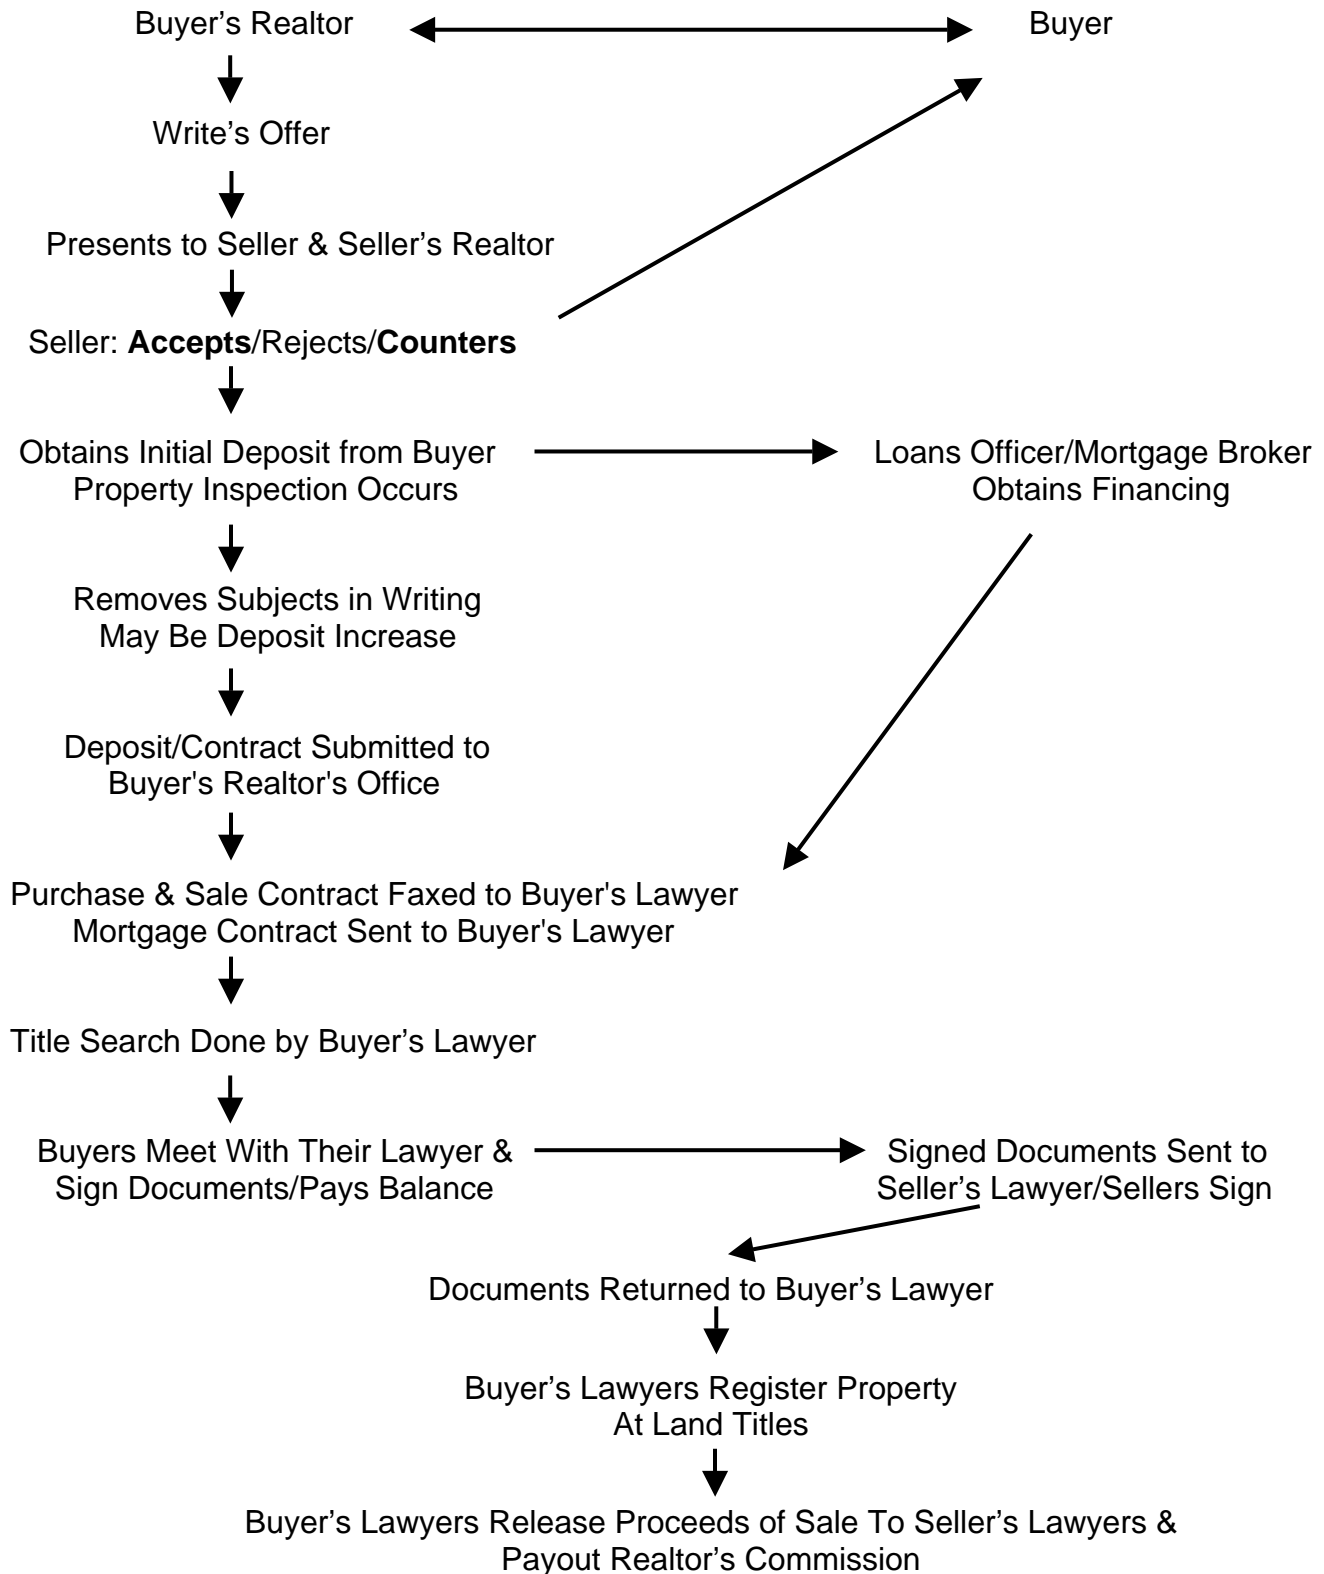 Buyer’s Realtor
Buyer
Write’s Offer
Presents to Seller & Seller’s Realtor
Seller: Accepts/Rejects/Counters
Obtains Initial Deposit from Buyer
Property Inspection Occurs
Loans Officer/Mortgage Broker
Obtains Financing
Removes Subjects in Writing
May Be Deposit Increase
Deposit/Contract Submitted to
Buyer's Realtor's Office
Purchase & Sale Contract Faxed to Buyer's Lawyer
Mortgage Contract Sent to Buyer's Lawyer
Title Search Done by Buyer’s Lawyer
Buyers Meet With Their Lawyer &
Sign Documents/Pays Balance
Signed Documents Sent to
Seller’s Lawyer/Sellers Sign
Documents Returned to Buyer’s Lawyer
Buyer’s Lawyers Register Property
At Land Titles
Buyer’s Lawyers Release Proceeds of Sale To Seller’s Lawyers &
Payout Realtor’s Commission